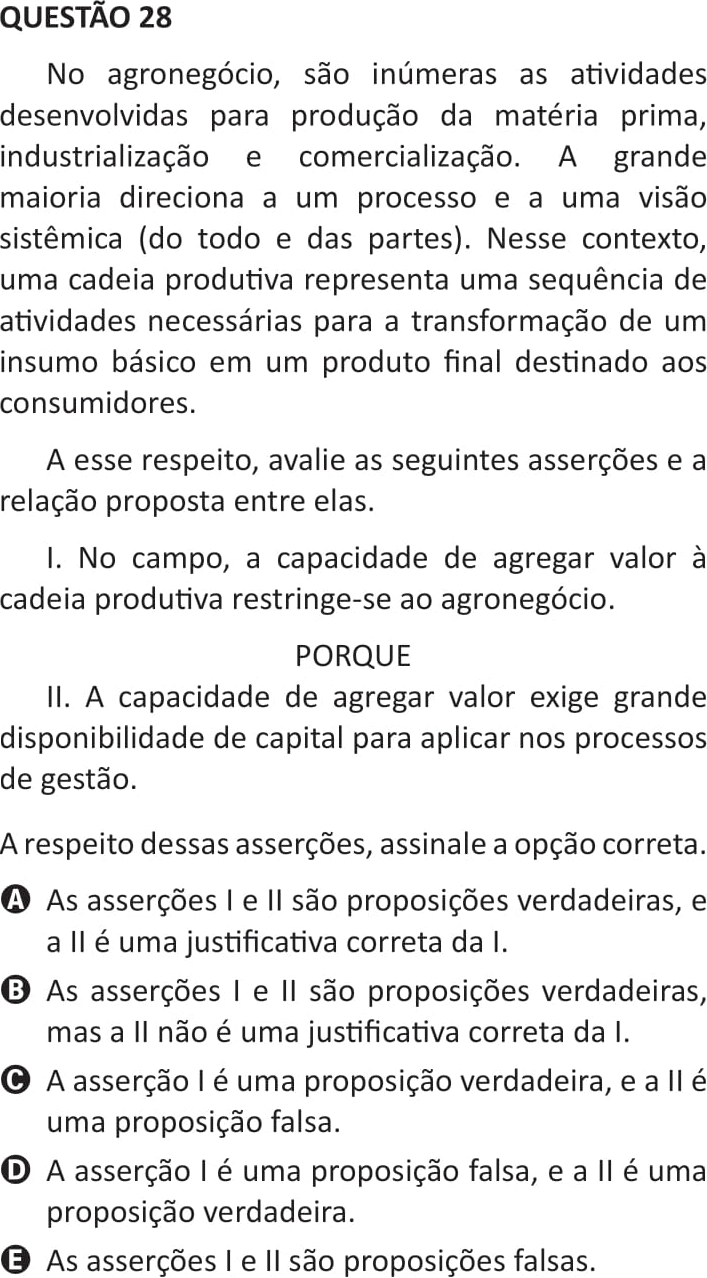 QUESTÃO 28
No agronegócio, são inúmeras as atividades
desenvolvidas para produção da matéria prima,
industrialização e comercialização. A grande
maioria direciona a um processo e a uma visão
sistêmica (do todo e das partes). Nesse contexto,
uma cadeia produtiva representa uma sequência de
atividades necessárias para a transformação de um
insumo básico em um produto final destinado aos
consumidores.
A esse respeito, avalie as seguintes asserções e a
relação proposta entre elas.
I. No campo, a capacidade de agregar valor à
cadeia produtiva restringe-se ao agronegócio.
PORQUE
II. A capacidade de agregar valor exige grande
disponibilidade de capital para aplicar nos processos
de gestão.
A respeito dessas asserções, assinale a opção correta.
A As asserções I e II são proposições verdadeiras, e
a II é uma justificativa correta da I.
B As asserções I e II são proposições verdadeiras,
mas a II não é uma justificativa correta da I.
C A asserção I é uma proposição verdadeira, e a II é
uma proposição falsa.
D A asserção I é uma proposição falsa, e a II é uma
proposição verdadeira.
E As asserções I e II são proposições falsas.